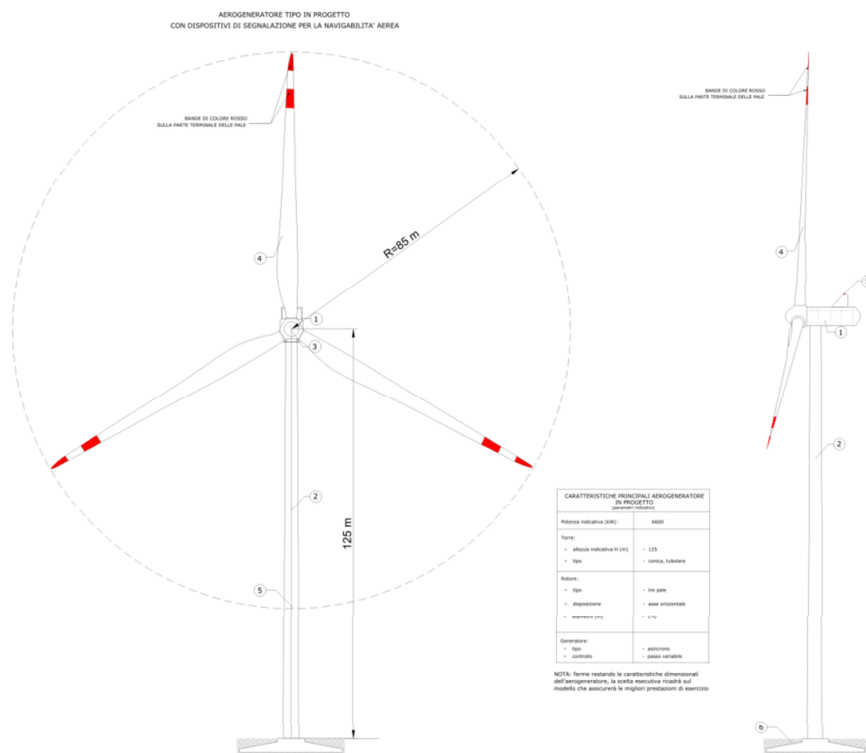 AEROGENERATORE TIPO IN PROGETTO
CON DISPOSITIVI DI SEGNALAZIONE PER LA NAVIGABILITA' AEREA
BANDE DI COLORE ROSSO
SULLA PARTE TERMINALE DELLE PALE
BANDE DI COLORE ROSSO
SULLA PARTE TERMINALE DELLE PALE
R=85 m
4
4
1
3
1
2
2
125 m
5
6
CARATTERISTICHE PRINCIPALI AEROGENERATORE
IN PROGETTO
(parametri indicativi)
Potenza indicativa (kW): 6600
Torre:
- altezza indicativa H (m) - 125
- tipo - conica, tubolare
Rotore:
- tipo - tre pale
- disposizione - asse orizzontale
Generatore:
- tipo - asincrono
- controllo - passo variabile
NOTA: ferme restando le caratteristiche dimensionali
dell'aerogeneratore, la scelta esecutiva ricadrà sul
modello che assicurerà le migliori prestazioni di esercizio